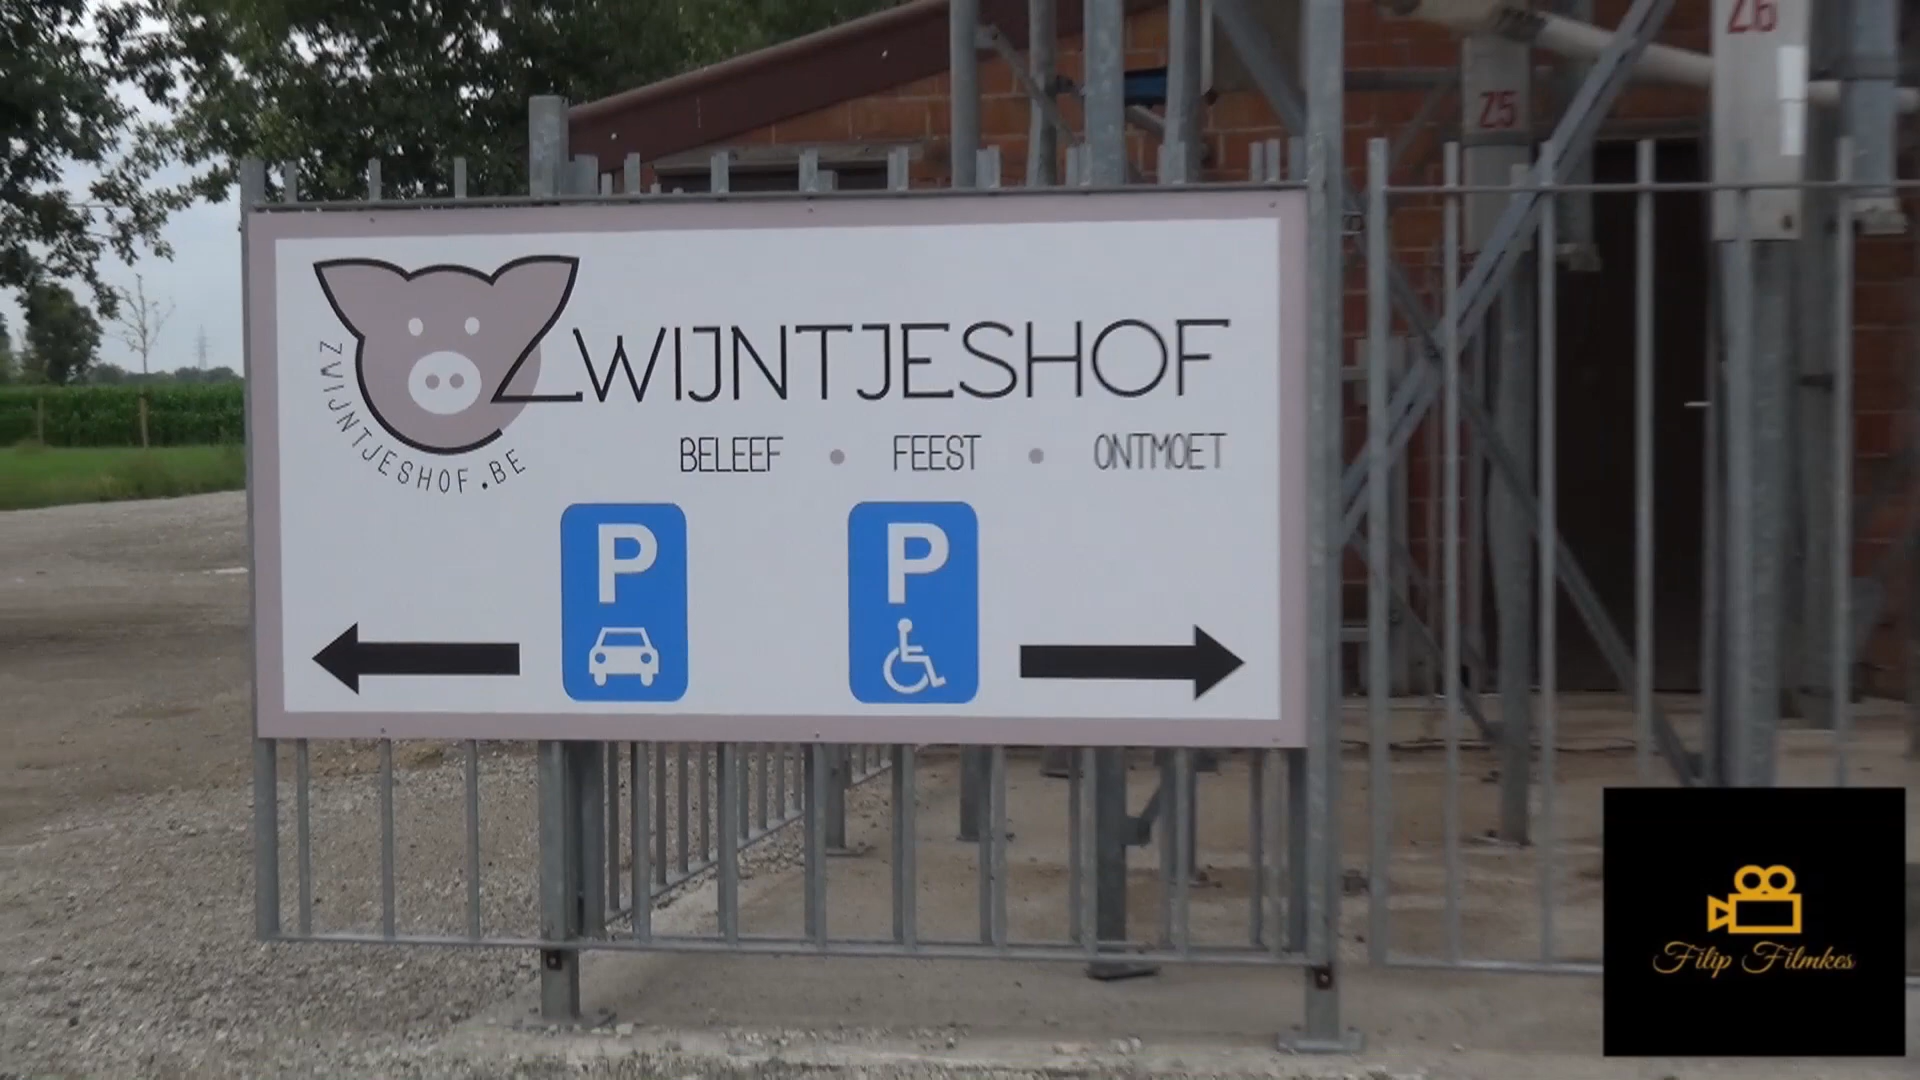 Z6
Z5
ZWIJNTJESHOF
ZWIJNTJESHOF.BE
BELEEF • FEEST • ONTMOET
P P
Filip Filmkes